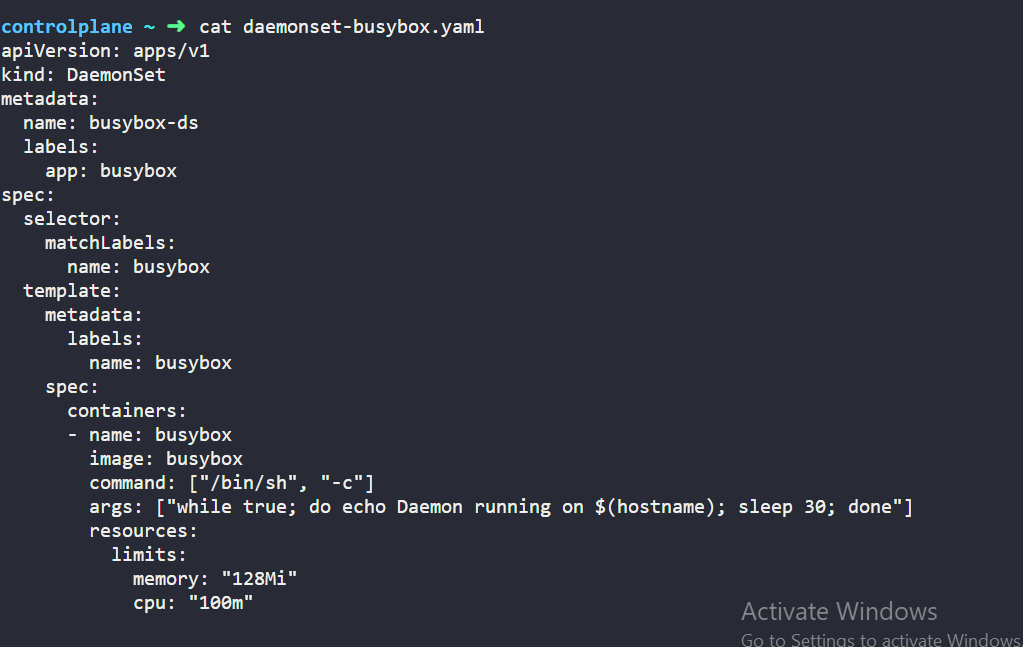 controlplane ~ ➜ cat daemonset-busybox.yaml
apiVersion: apps/v1
kind: DaemonSet
metadata:
  name: busybox-ds
  labels:
    app: busybox
spec:
  selector:
    matchLabels:
      name: busybox
  template:
    metadata:
      labels:
        name: busybox
    spec:
      containers:
      - name: busybox
        image: busybox
        command: ["/bin/sh", "-c"]
        args: ["while true; do echo Daemon running on $(hostname); sleep 30; done"]
        resources:
          limits:
            memory: "128Mi"
            cpu: "100m"
Activate Windows
Go to Settings to activate Windows